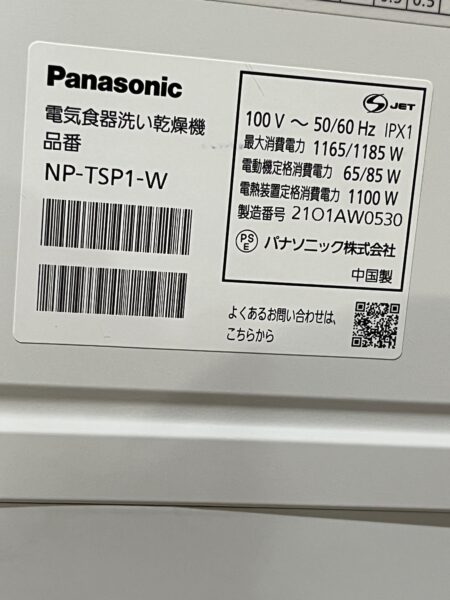 0.5 0.5
Panasonic
電気食器洗い乾燥機
品番
NP-TSP1-W
S JET
100 V ～ 50/60 Hz IPX1
最大消費電力 1165/1185 W
電動機定格消費電力 65/85 W
電熱装置定格消費電力 1100 W
製造番号 21O1AW0530
PS
E パナソニック株式会社
中国製
よくあるお問い合わせは、
こちらから